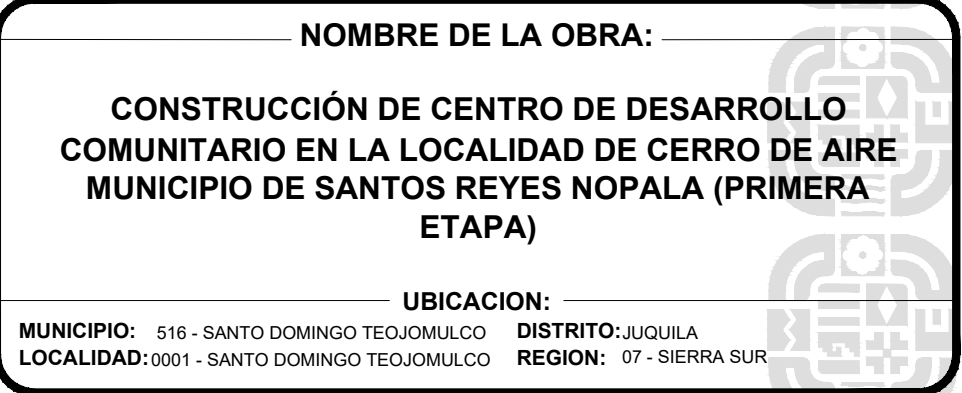 NOMBRE DE LA OBRA:
CONSTRUCCIÓN DE CENTRO DE DESARROLLO
COMUNITARIO EN LA LOCALIDAD DE CERRO DE AIRE
MUNICIPIO DE SANTOS REYES NOPALA (PRIMERA
ETAPA)
UBICACION:
MUNICIPIO: 516 - SANTO DOMINGO TEOJOMULCO DISTRITO: JUQUILA
LOCALIDAD: 0001 - SANTO DOMINGO TEOJOMULCO REGION: 07 - SIERRA SUR